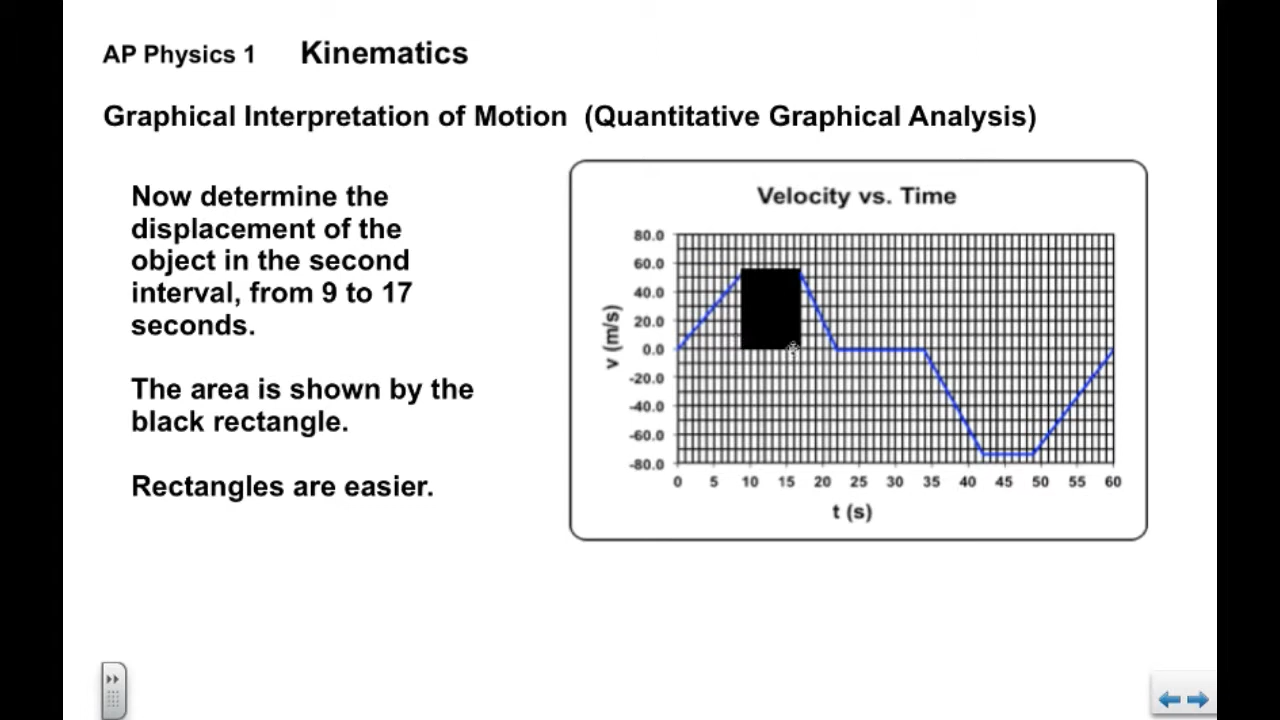 AP Physics 1 Kinematics
Graphical Interpretation of Motion (Quantitative Graphical Analysis)
Now determine the
displacement of the
object in the second
interval, from 9 to 17
seconds.
The area is shown by the
black rectangle.
Rectangles are easier.
Velocity vs. Time
80.0
60.0
40.0
20.0
0.0
-20.0
-40.0
-60.0
-80.0
v (m/s)
0 5 10 15 20 25 30 35 40 45 50 55 60
t (s)